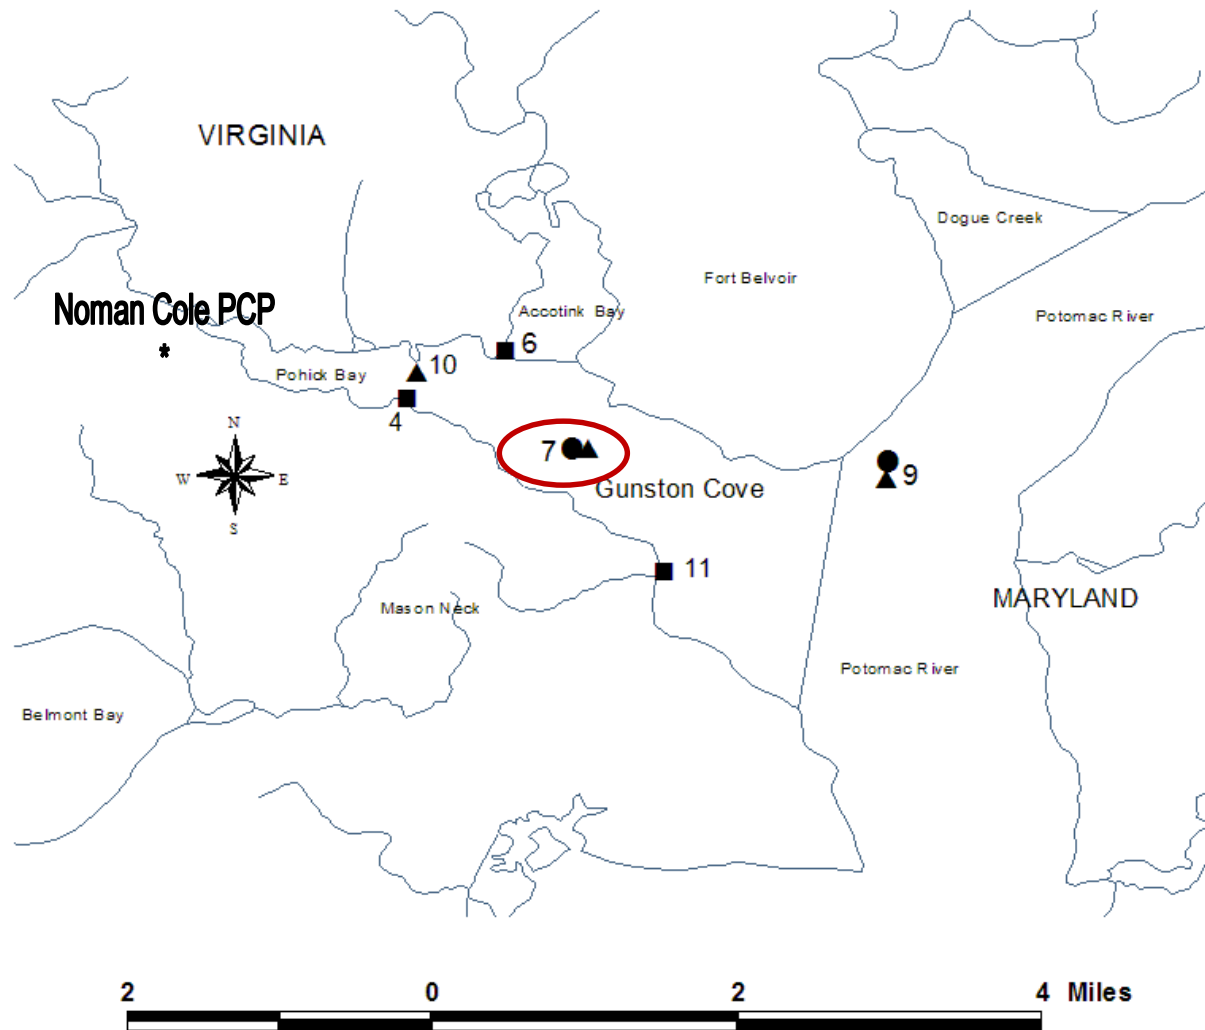 VIRGINIA
Dogue Creek
Fort Belvoir
Noman Cole PCP
*
Accotink Bay
Potomac River
6
10
Pohick Bay
4
N
W E
S
7
9
Gunston Cove
11
MARYLAND
Mason Neck
Potomac River
Belmont Bay
2 0 2 4 Miles